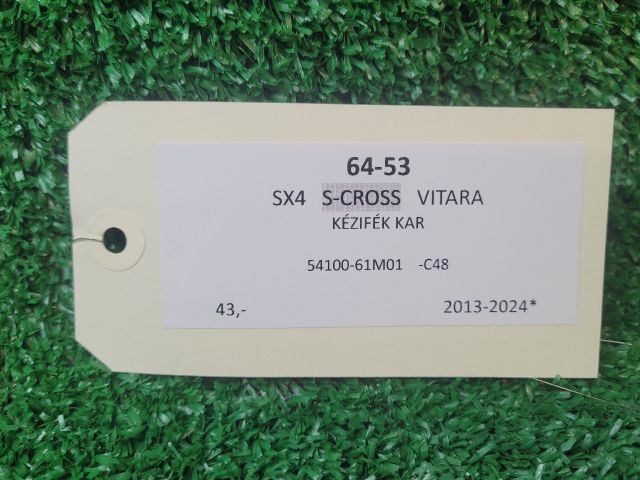 64-53
SX4 S-CROSS VITARA
KÉZIFÉK KAR
54100-61M01 -C48
43,- 2013-2024*